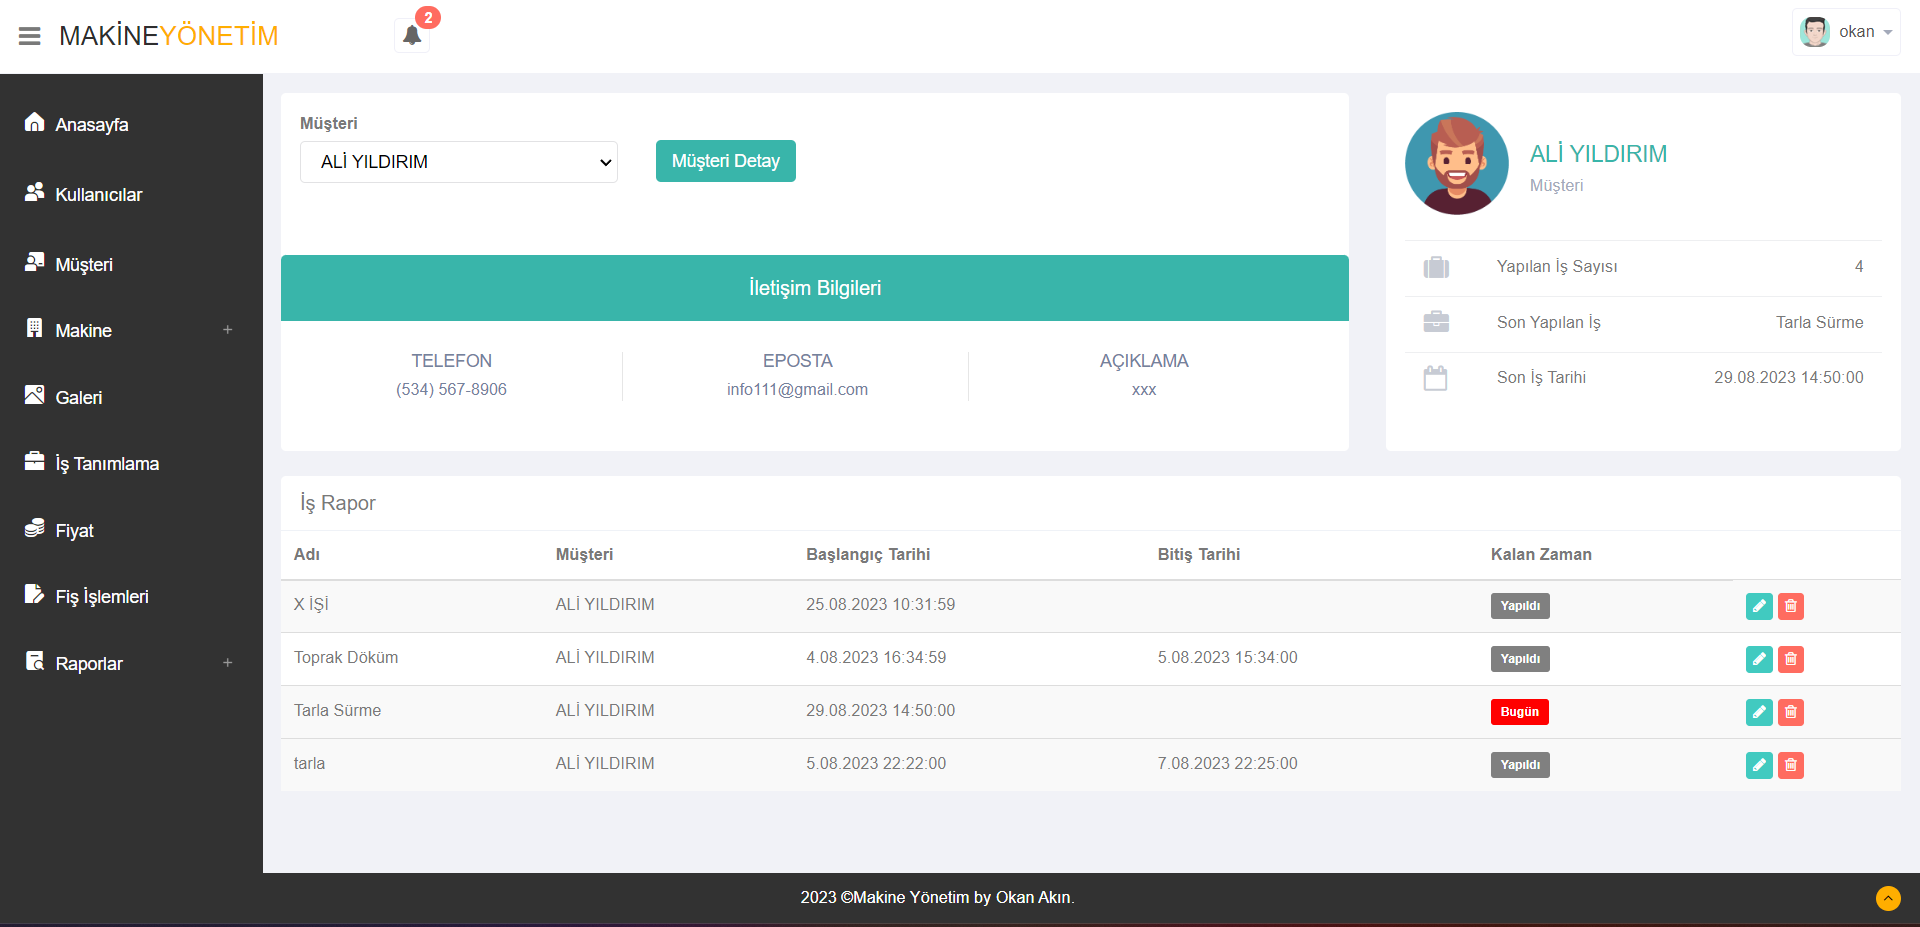 MAKİNEYÖNETİM
2
okan
Anasayfa
Kullanıcılar
Müşteri
Makine +
Galeri
İş Tanımlama
Fiyat
Fiş İşlemleri
Raporlar +
Müşteri
ALİ YILDIRIM
Müşteri Detay
İletişim Bilgileri
TELEFON EPOSTA AÇIKLAMA
(534) 567-8906 info111@gmail.com xxx
ALİ YILDIRIM
Müşteri
Yapılan İş Sayısı 4
Son Yapılan İş Tarla Sürme
Son İş Tarihi 29.08.2023 14:50:00
İş Rapor
Adı Müşteri Başlangıç Tarihi Bitiş Tarihi Kalan Zaman
X İŞİ ALİ YILDIRIM 25.08.2023 10:31:59 Yapıldı
Toprak Döküm ALİ YILDIRIM 4.08.2023 16:34:59 5.08.2023 15:34:00 Yapıldı
Tarla Sürme ALİ YILDIRIM 29.08.2023 14:50:00 Bugün
tarla ALİ YILDIRIM 5.08.2023 22:22:00 7.08.2023 22:25:00 Yapıldı
2023 ©Makine Yönetim by Okan Akın.